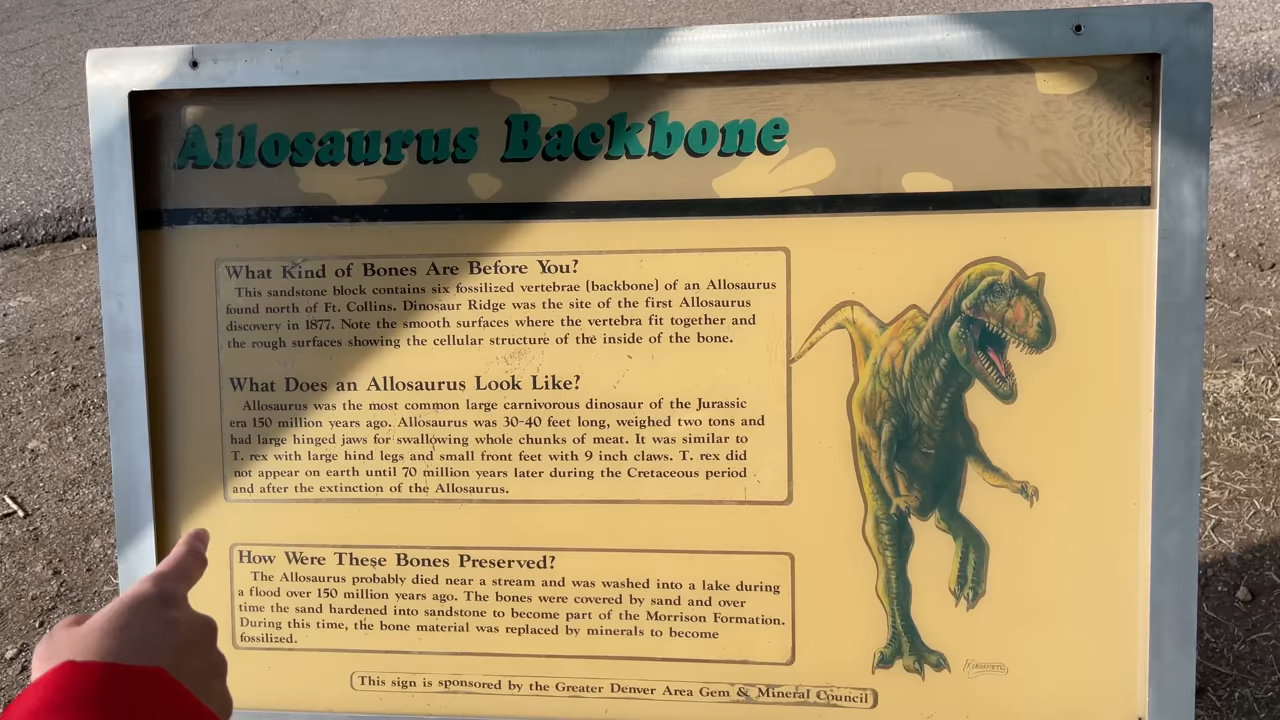 Allosaurus Backbone
What Kind of Bones Are Before You?
This sandstone block contains six fossilized vertebrae (backbone) of an Allosaurus
found north of Ft. Collins. Dinosaur Ridge was the site of the first Allosaurus
discovery in 1877. Note the smooth surfaces where the vertebra fit together and
the rough surfaces showing the cellular structure of the inside of the bone.
What Does an Allosaurus Look Like?
Allosaurus was the most common large carnivorous dinosaur of the Jurassic
era 150 million years ago. Allosaurus was 30-40 feet long, weighed two tons and
had large hinged jaws for swallowing whole chunks of meat. It was similar to
T. rex with large hind legs and small front feet with 9 inch claws. T. rex did
not appear on earth until 70 million years later during the Cretaceous period
and after the extinction of the Allosaurus.
How Were These Bones Preserved?
The Allosaurus probably died near a stream and was washed into a lake during
a flood over 150 million years ago. The bones were covered by sand and over
time the sand hardened into sandstone to become part of the Morrison Formation.
During this time, the bone material was replaced by minerals to become
fossilized.
This sign is sponsored by the Greater Denver Area Gem & Mineral Council